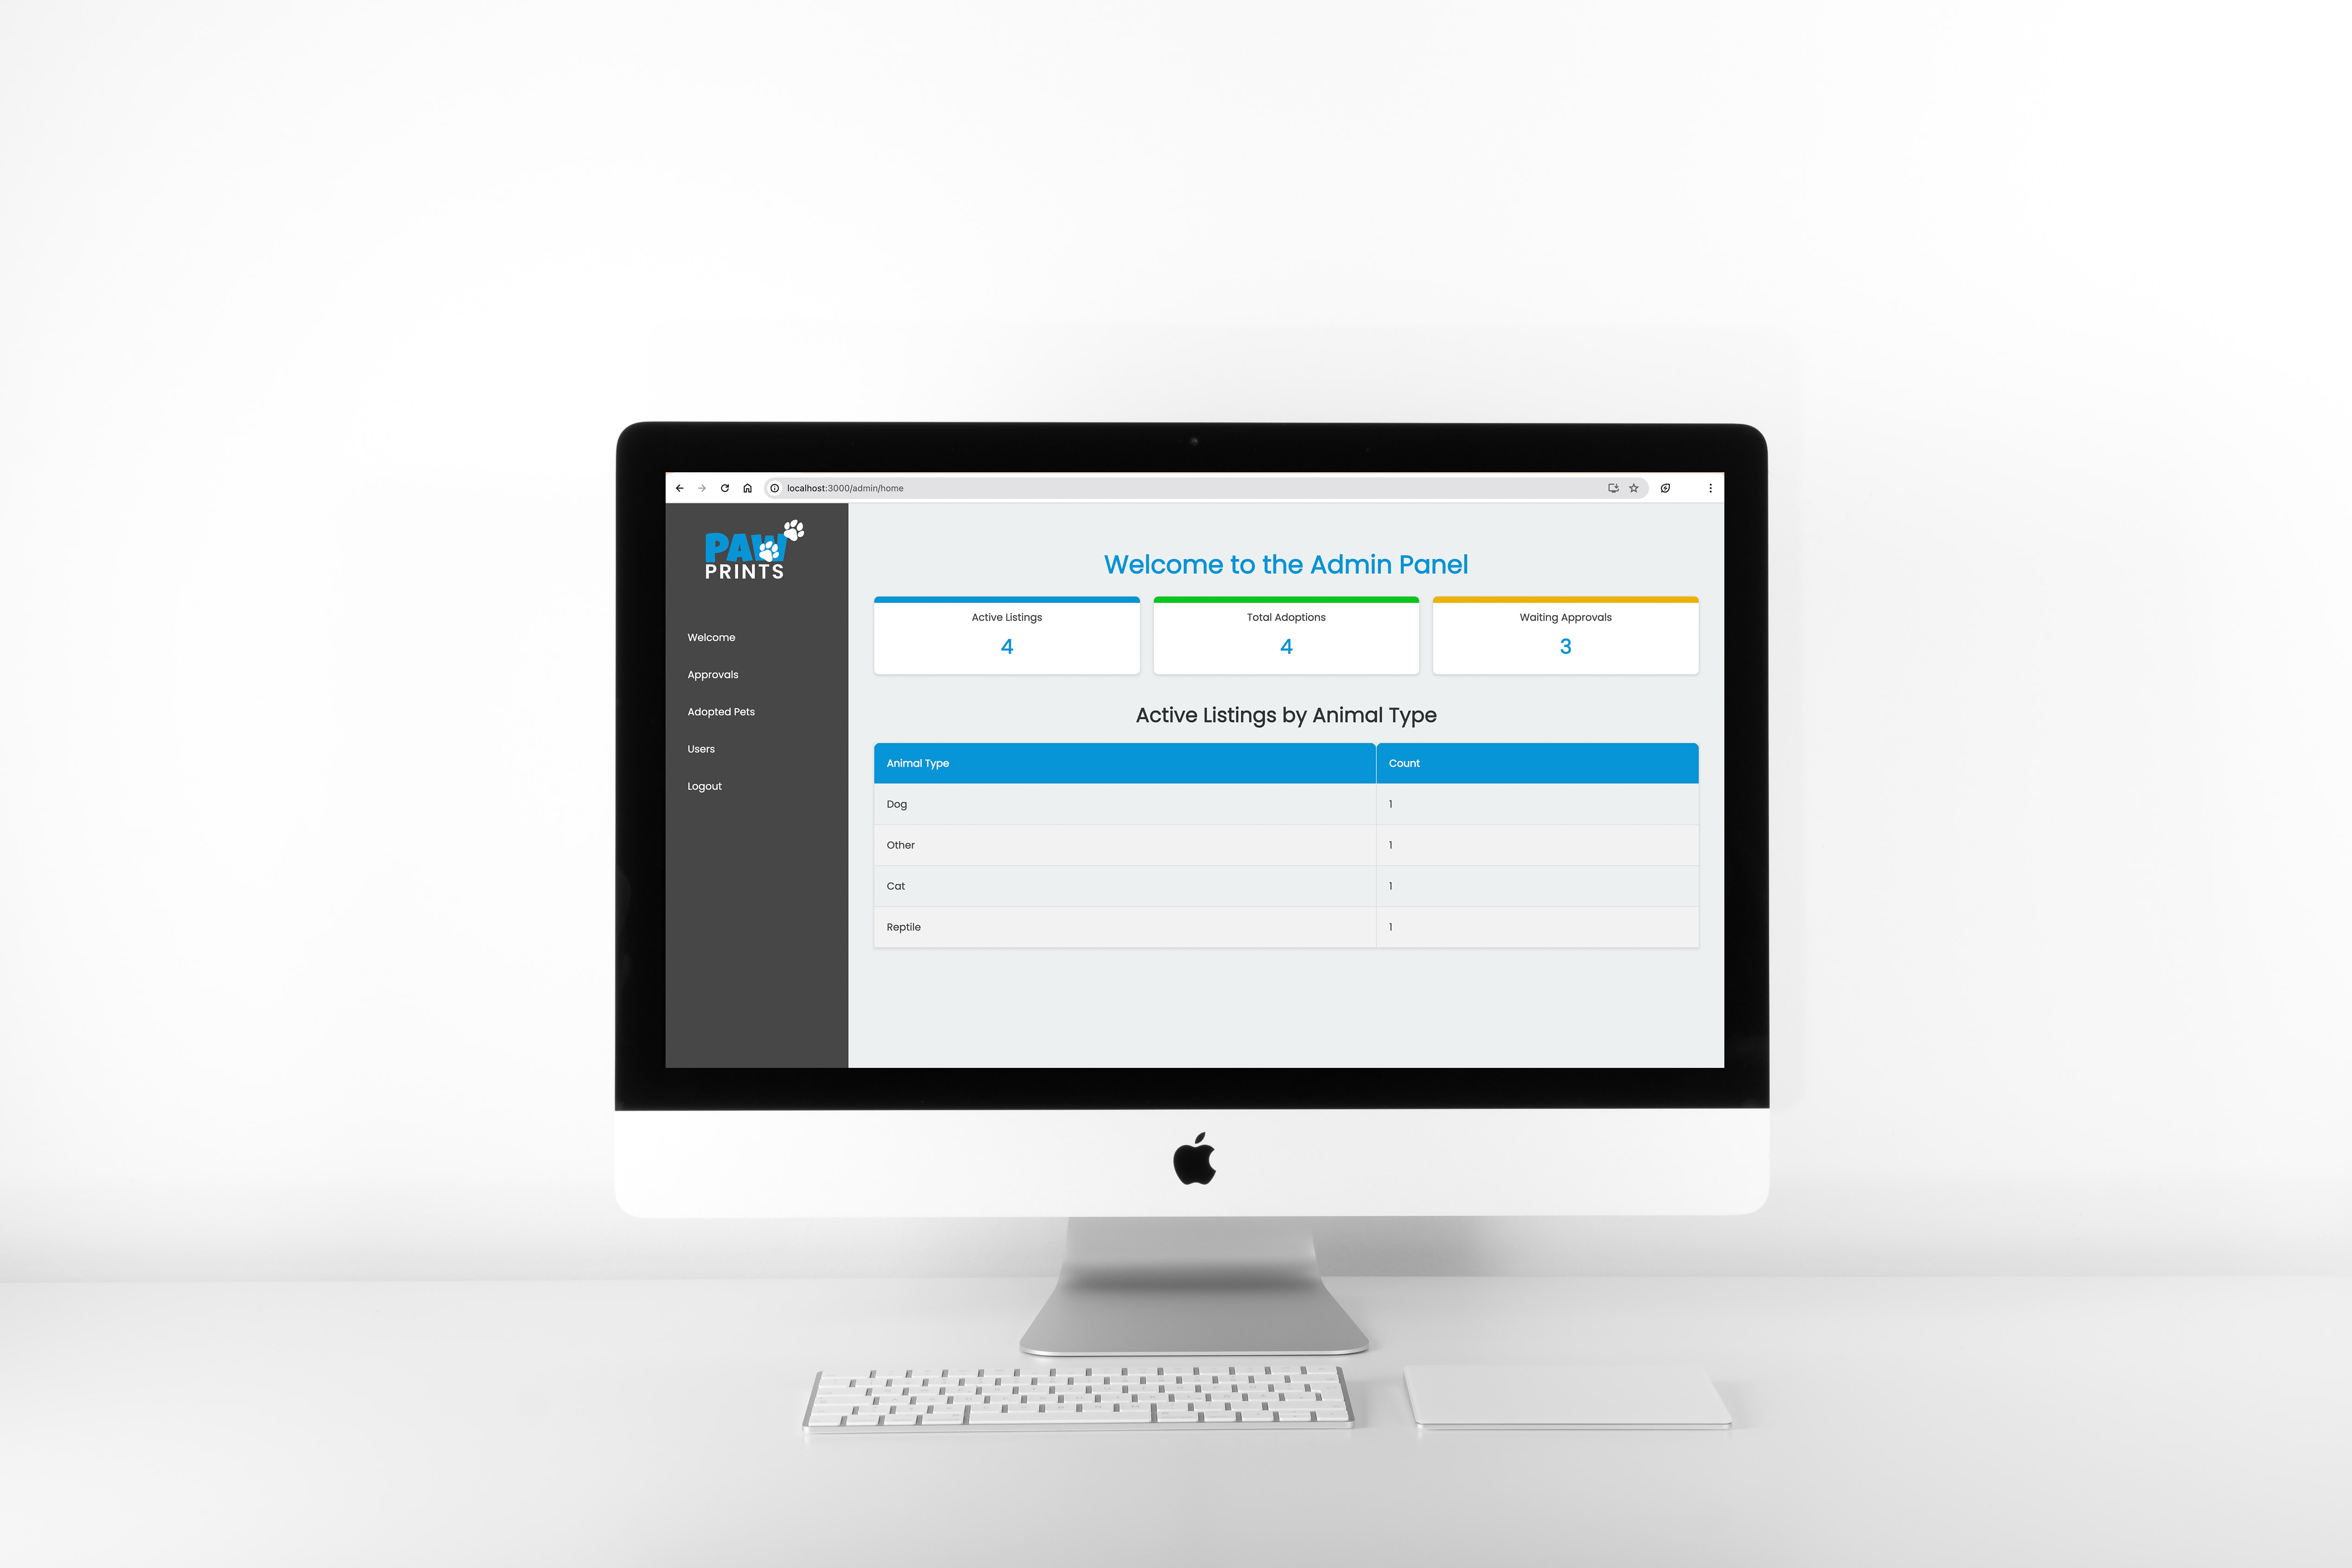 localhost:3000/admin/home
PAW
PRINTS
Welcome
Approvals
Adopted Pets
Users
Logout
Welcome to the Admin Panel
Active Listings
4
Total Adoptions
4
Waiting Approvals
3
Active Listings by Animal Type
Animal Type Count
Dog 1
Other 1
Cat 1
Reptile 1